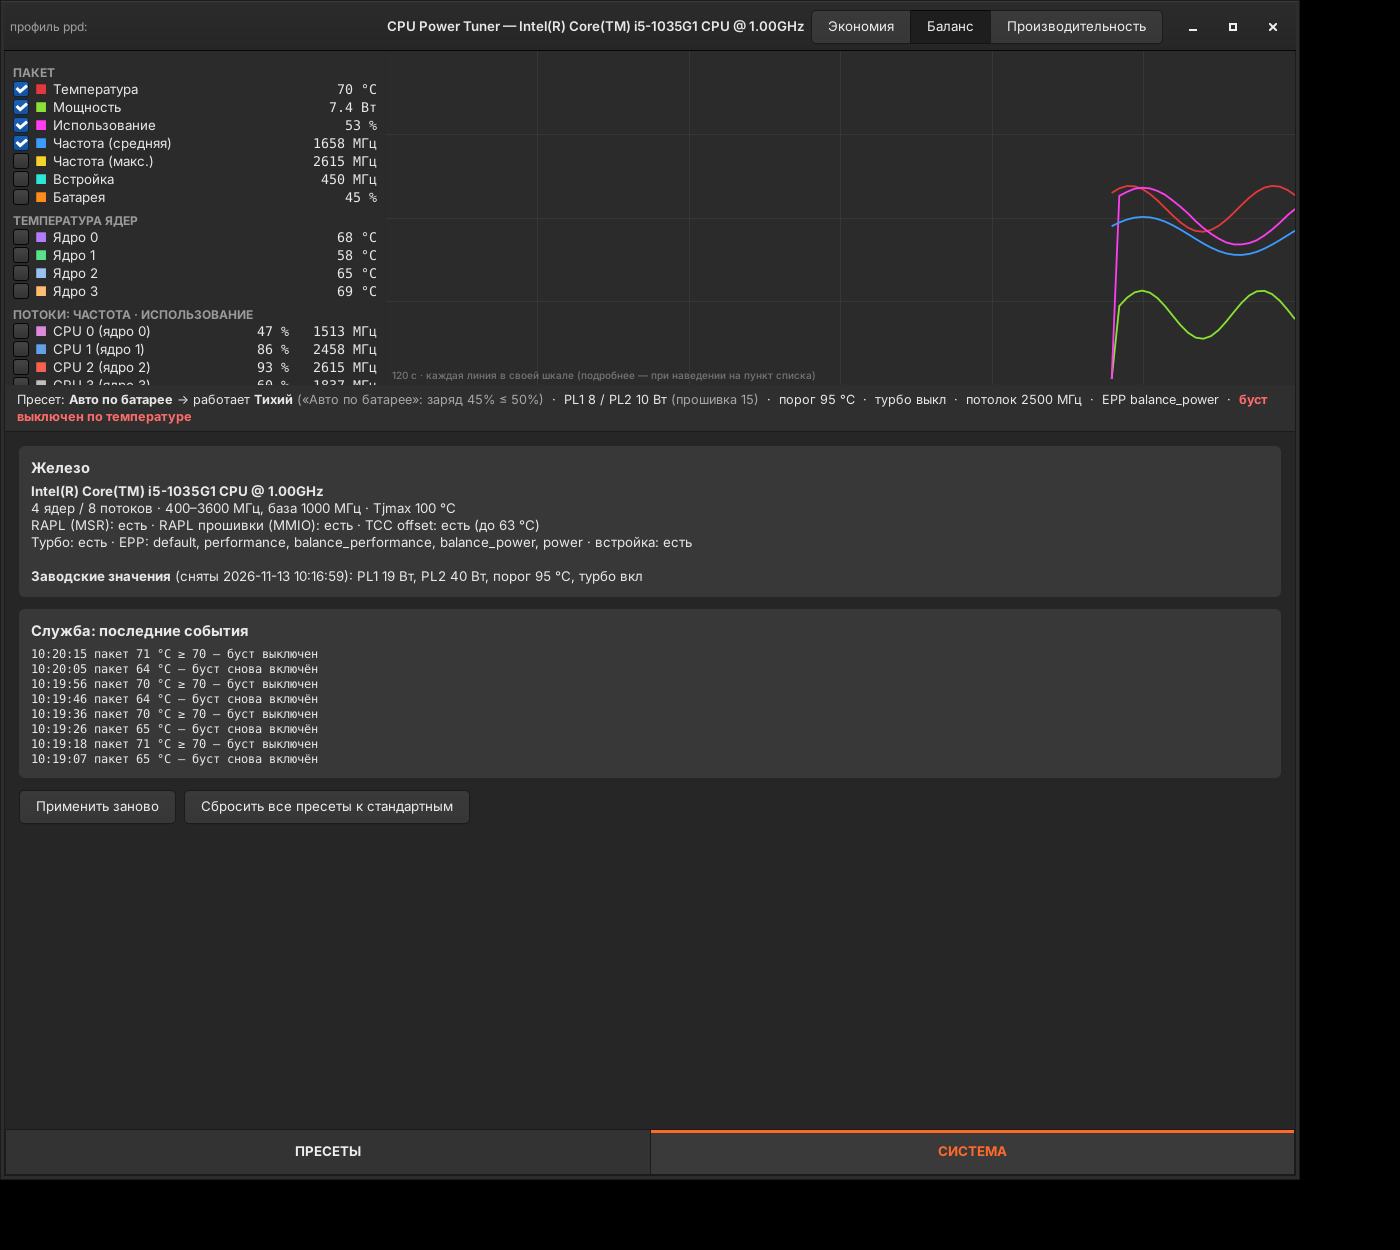 профиль ppd:
CPU Power Tuner — Intel(R) Core(TM) i5-1035G1 CPU @ 1.00GHz
Экономия
Баланс
Производительность
ПАКЕТ
Температура 70 °C
Мощность 7.4 Вт
Использование 53 %
Частота (средняя) 1658 МГц
Частота (макс.) 2615 МГц
Встройка 450 МГц
Батарея 45 %
ТЕМПЕРАТУРА ЯДЕР
Ядро 0 68 °C
Ядро 1 58 °C
Ядро 2 65 °C
Ядро 3 69 °C
ПОТОКИ: ЧАСТОТА · ИСПОЛЬЗОВАНИЕ
CPU 0 (ядро 0) 47 % 1513 МГц
CPU 1 (ядро 1) 86 % 2458 МГц
CPU 2 (ядро 2) 93 % 2615 МГц
CPU 3 (ядро 3) 60 % 1837 МГц
120 с · каждая линия в своей шкале (подробнее — при наведении на пункт списка)
Пресет: Авто по батарее → работает Тихий («Авто по батарее»: заряд 45% ≤ 50%) · PL1 8 / PL2 10 Вт (прошивка 15) · порог 95 °C · турбо выкл · потолок 2500 МГц · EPP balance_power · буст
выключен по температуре
Железо
Intel(R) Core(TM) i5-1035G1 CPU @ 1.00GHz
4 ядер / 8 потоков · 400–3600 МГц, база 1000 МГц · Tjmax 100 °C
RAPL (MSR): есть · RAPL прошивки (MMIO): есть · TCC offset: есть (до 63 °C)
Турбо: есть · EPP: default, performance, balance_performance, balance_power, power · встройка: есть
Заводские значения (сняты 2026-11-13 10:16:59): PL1 19 Вт, PL2 40 Вт, порог 95 °C, турбо вкл
Служба: последние события
10:20:15 пакет 71 °C ≥ 70 — буст выключен
10:20:05 пакет 64 °C — буст снова включён
10:19:56 пакет 70 °C ≥ 70 — буст выключен
10:19:46 пакет 64 °C — буст снова включён
10:19:36 пакет 70 °C ≥ 70 — буст выключен
10:19:26 пакет 65 °C — буст снова включён
10:19:18 пакет 71 °C ≥ 70 — буст выключен
10:19:07 пакет 65 °C — буст снова включён
Применить заново
Сбросить все пресеты к стандартным
ПРЕСЕТЫ
СИСТЕМА